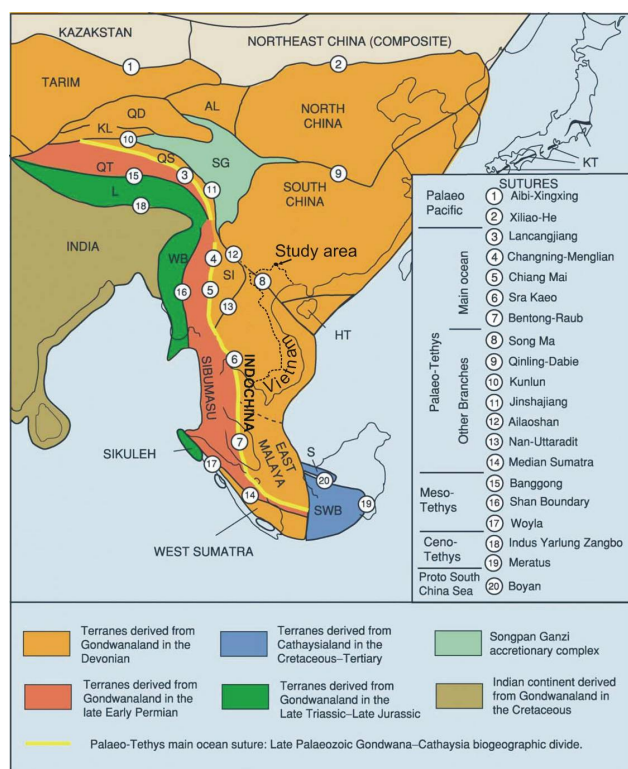 KAZAKSTAN
NORTHEAST CHINA (COMPOSITE)
1
2
TARIM
QD
AL
NORTH
CHINA
KL
10
QS
QT
15
3
SG
11
9
KT
SOUTH
CHINA
L
18
INDIA
WB
4
12
SI
Study area
8
16
5
13
HT
6
Vietnam
SIBUMASU
INDOCHINA
SIKULEH
7
EAST
MALAYA
S
20
17
14
SWB
19
WEST SUMATRA
SUTURES
Palaeo
Pacific
1 Aibi-Xingxing
2 Xiliao-He
Palaeo-Tethys
Main ocean
3 Lancangjiang
4 Changning-Menglian
5 Chiang Mai
6 Sra Kaeo
7 Bentong-Raub
Other Branches
8 Song Ma
9 Qinling-Dabie
10 Kunlun
11 Jinshajiang
12 Ailaoshan
13 Nan-Uttaradit
14 Median Sumatra
Meso-
Tethys
15 Banggong
16 Shan Boundary
17 Woyla
Ceno-
Tethys
18 Indus Yarlung Zangbo
19 Meratus
Proto South
China Sea
20 Boyan
Terranes derived from
Gondwanaland in the
Devonian
Terranes derived from
Cathaysialand in the
Cretaceous–Tertiary
Songpan Ganzi
accretionary complex
Terranes derived from
Gondwanaland in the
late Early Permian
Terranes derived from
Gondwanaland in the
Late Triassic–Late Jurassic
Indian continent derived
from Gondwanaland in
the Cretaceous
Palaeo-Tethys main ocean suture: Late Palaeozoic Gondwana–Cathaysia biogeographic divide.